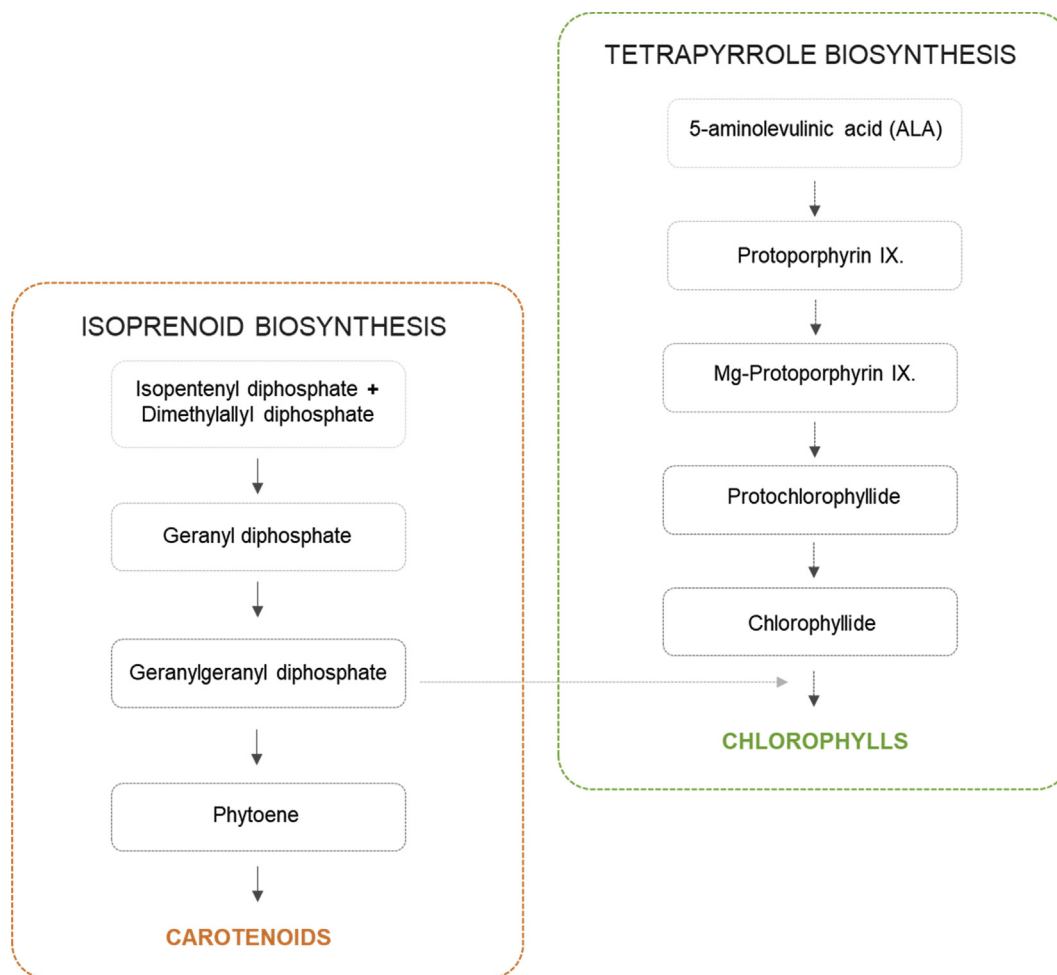 TETRAPYRROLE BIOSYNTHESIS
5-aminolevulinic acid (ALA)
Protoporphyrin IX.
Mg-Protoporphyrin IX.
Protochlorophyllide
Chlorophyllide
CHLOROPHYLLS
ISOPRENOID BIOSYNTHESIS
Isopentenyl diphosphate +
Dimethylallyl diphosphate
Geranyl diphosphate
Geranylgeranyl diphosphate
Phytoene
CAROTENOIDS